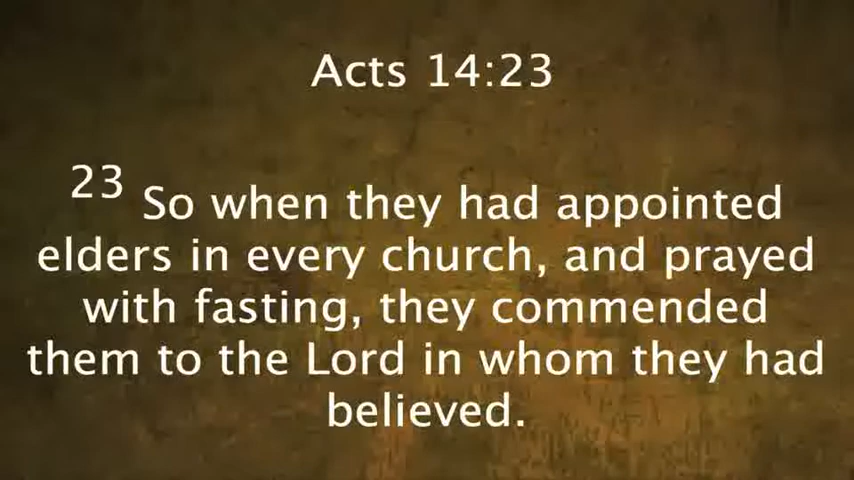 Acts 14:23
23 So when they had appointed
elders in every church, and prayed
with fasting, they commended
them to the Lord in whom they had
believed.